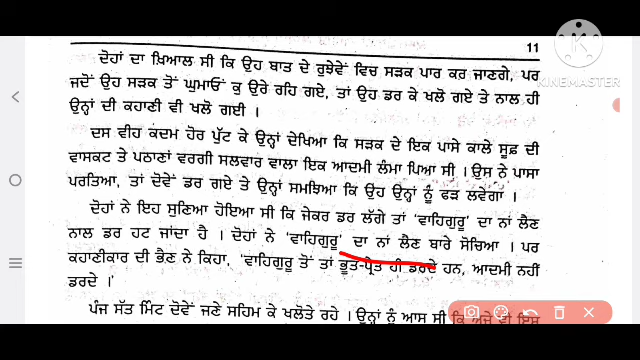 11
ਦੋਹਾਂ ਦਾ ਖ਼ਿਆਲ ਸੀ ਕਿ ਉਹ ਬਾਤ ਦੇ ਰੁਝੇਵੇਂ ਵਿਚ ਸੜਕ ਪਾਰ ਕਰ ਜਾਣਗੇ, ਪਰ
ਜਦੋਂ ਉਹ ਸੜਕ ਤੋਂ ਘੁਮਾਓਂ ਕੁ ਉਰੇ ਰਹਿ ਗਏ, ਤਾਂ ਉਹ ਡਰ ਕੇ ਖਲੋ ਗਏ ਤੇ ਨਾਲ ਹੀ
ਉਨ੍ਹਾਂ ਦੀ ਕਹਾਣੀ ਵੀ ਖਲੋ ਗਈ ।
ਦਸ ਵੀਹ ਕਦਮ ਹੋਰ ਪੁੱਟ ਕੇ ਉਨ੍ਹਾਂ ਦੇਖਿਆ ਕਿ ਸੜਕ ਦੇ ਇਕ ਪਾਸੇ ਕਾਲੇ ਸੂਫ਼ ਦੀ
ਵਾਸਕਟ ਤੇ ਪਠਾਣਾਂ ਵਰਗੀ ਸਲਵਾਰ ਵਾਲਾ ਇਕ ਆਦਮੀ ਲੰਮਾ ਪਿਆ ਸੀ । ਉਸ ਨੇ ਪਾਸਾ
ਪਰਤਿਆ, ਤਾਂ ਦੋਵੇਂ ਡਰ ਗਏ ਤੇ ਉਨ੍ਹਾਂ ਸਮਝਿਆ ਕਿ ਉਹ ਉਨ੍ਹਾਂ ਨੂੰ ਫੜ ਲਵੇਗਾ ।
ਦੋਹਾਂ ਨੇ ਇਹ ਸੁਣਿਆ ਹੋਇਆ ਸੀ ਕਿ ਜੇਕਰ ਡਰ ਲੱਗੇ ਤਾਂ 'ਵਾਹਿਗੁਰੂ' ਦਾ ਨਾਂ ਲੈਣ
ਨਾਲ ਡਰ ਹਟ ਜਾਂਦਾ ਹੈ । ਦੋਹਾਂ ਨੇ 'ਵਾਹਿਗੁਰੂ' ਦਾ ਨਾਂ ਲੈਣ ਬਾਰੇ ਸੋਚਿਆ । ਪਰ
ਕਹਾਣੀਕਾਰ ਦੀ ਭੈਣ ਨੇ ਕਿਹਾ, 'ਵਾਹਿਗੁਰੂ ਤੋਂ ਤਾਂ ਭੂਤ-ਪ੍ਰੇਤ ਹੀ ਡਰਦੇ ਹਨ, ਆਦਮੀ ਨਹੀਂ
ਡਰਦੇ ।'
ਪੰਜ ਸੱਤ ਮਿੰਟ ਦੋਵੇਂ ਜਣੇ ਸਹਿਮ ਕੇ ਖਲੋਤੇ ਰਹੇ । ਉਨ੍ਹਾਂ ਨੂੰ ਆਸ ਸੀ ਕਿ ਅਜੇ ਵੀ ਇਸ
KINEMASTER